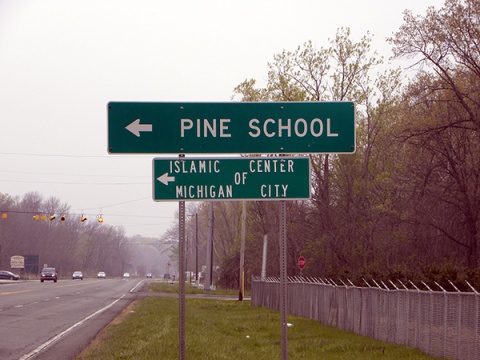 PINE SCHOOL
ISLAMIC CENTER
OF
MICHIGAN CITY